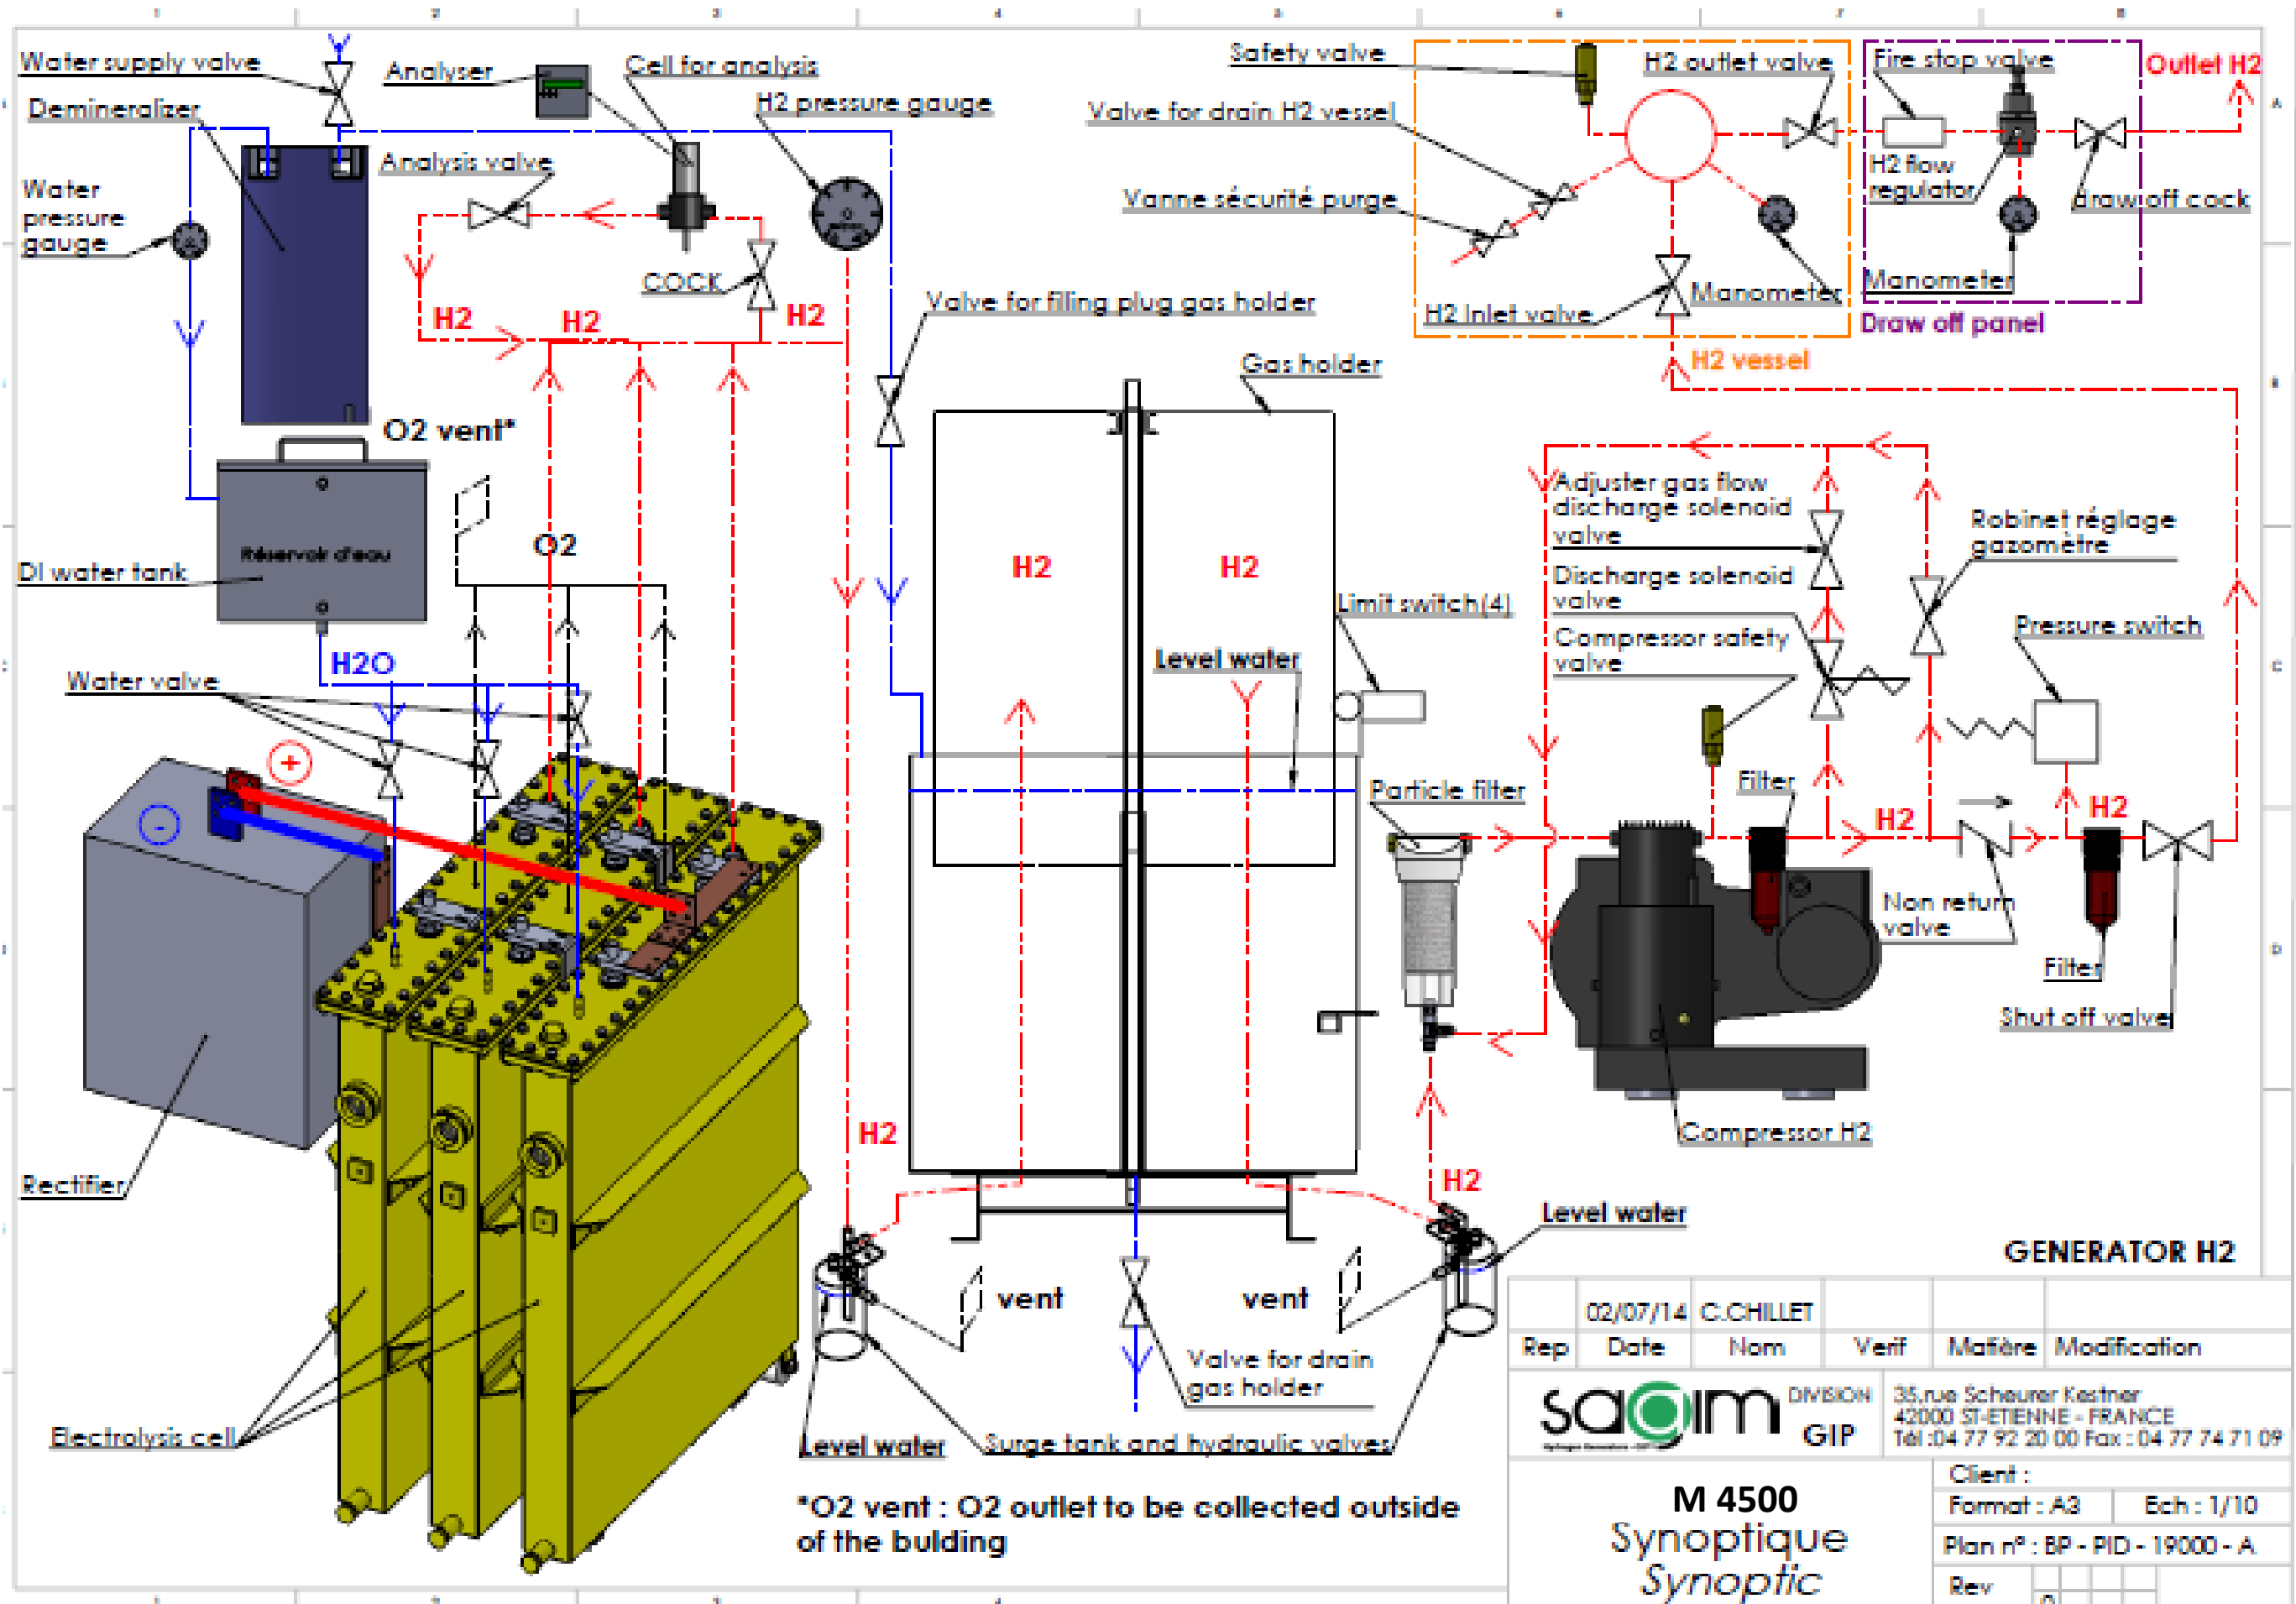 Water supply valve
Demineralizer
Water
pressure
gauge
Analyser
Cell for analysis
H2 pressure gauge
Analysis valve
COCK
H2
H2
H2
Valve for filing plug gas holder
Safety valve
Valve for drain H2 vessel
Vanne sécurité purge
H2 outlet valve
H2 Inlet valve
Manometer
H2 vessel
Fire stop valve
Outlet H2
H2 flow
regulator
draw off cock
Manometer
Draw off panel
Gas holder
O2 vent*
O2
Réservoir d'eau
DI water tank
H2O
Water valve
+
-
Rectifier
Electrolysis cell
H2
H2
Level water
Limit switch(4)
Adjuster gas flow
discharge solenoid
valve
Discharge solenoid
valve
Compressor safety
valve
Robinet réglage
gazomètre
Pressure switch
Particle filter
Filter
H2
H2
Non return
valve
Filter
Shut off valve
Compressor H2
H2
H2
Level water
vent
vent
Valve for drain
gas holder
Level water
Surge tank and hydraulic valves
*O2 vent : O2 outlet to be collected outside
of the bulding
GENERATOR H2
02/07/14 C.CHILLET
Rep Date Nom Verif Matière Modification
sagim DIVISION
GIP
35,rue Scheurer Kestner
42000 ST-ETIENNE - FRANCE
Tél :04 77 92 20 00 Fax : 04 77 74 71 09
M 4500
Synoptique
Synoptic
Client :
Format : A3 Ech : 1/10
Plan n° : BP - PID - 19000 - A
Rev